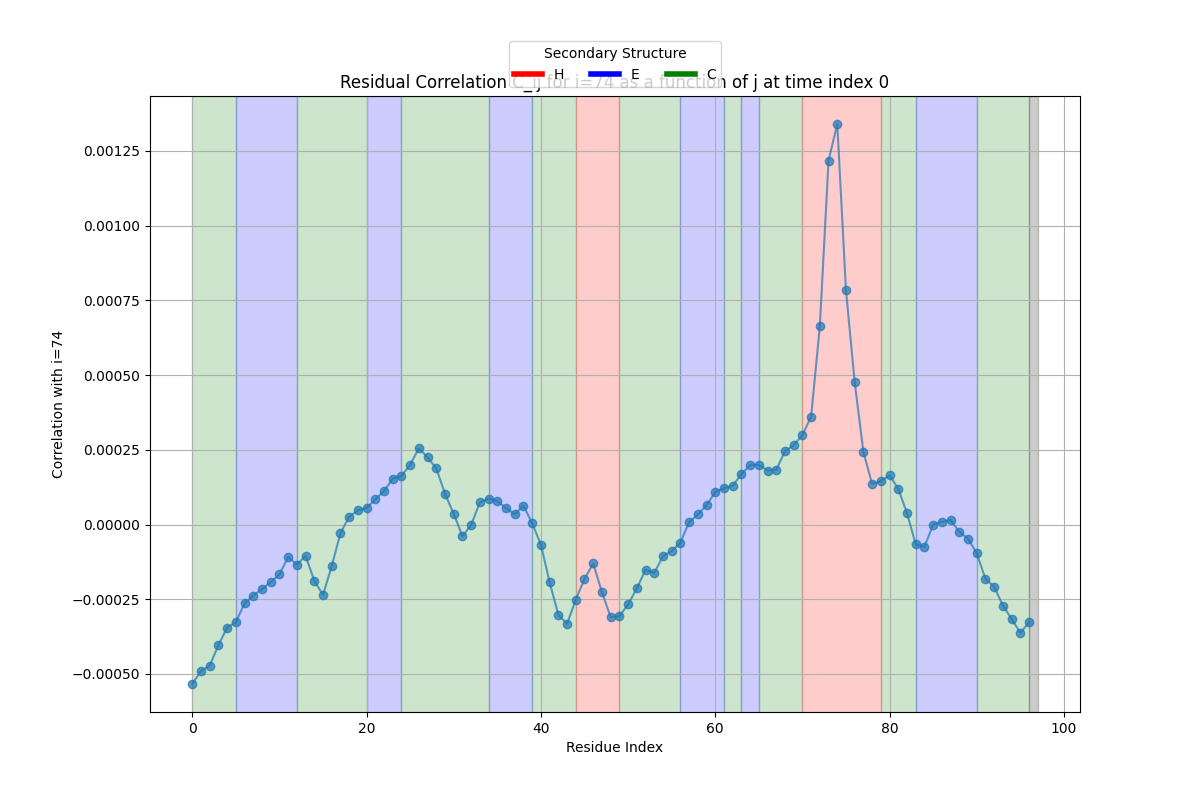 Secondary Structure
H E C
Residual Correlation C_ij for i=74 as a function of j at time index 0
0.00125
0.00100
0.00075
0.00050
0.00025
0.00000
−0.00025
−0.00050
Correlation with i=74
0 20 40 60 80 100
Residue Index